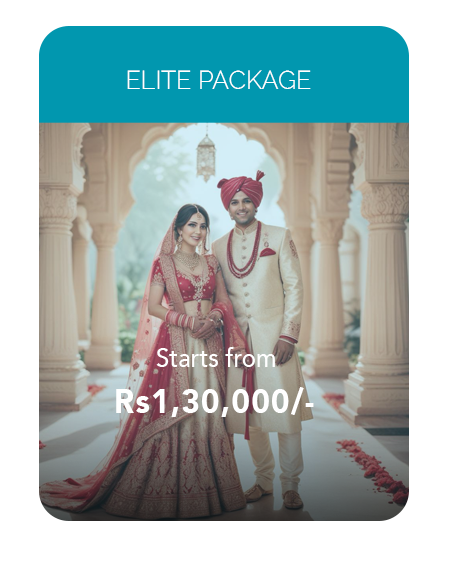 ELITE PACKAGE
Starts from
Rs1,30,000/-